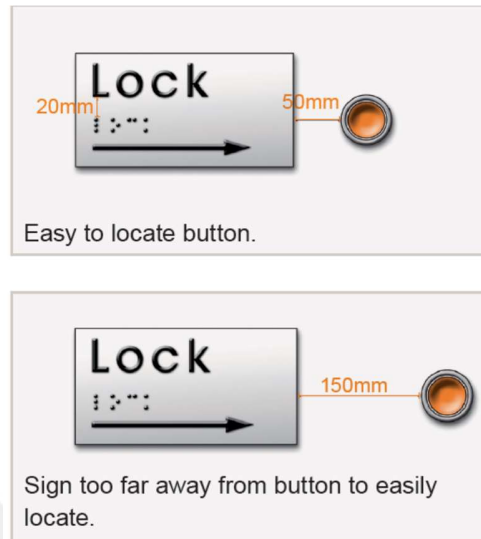 Lock
20mm
50mm
Easy to locate button.
Lock
150mm
Sign too far away from button to easily
locate.